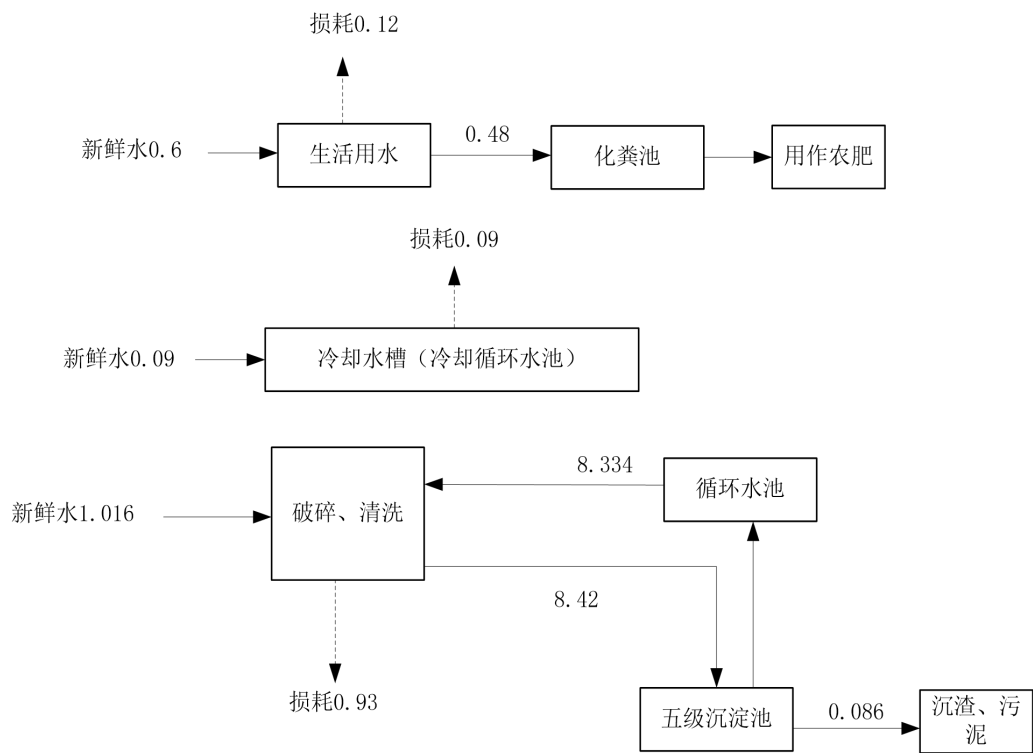 损耗0.12
新鲜水0.6
生活用水
0.48
化粪池
用作农肥
损耗0.09
新鲜水0.09
冷却水槽（冷却循环水池）
8.334
循环水池
新鲜水1.016
破碎、清洗
8.42
损耗0.93
五级沉淀池
0.086
沉渣、污
泥